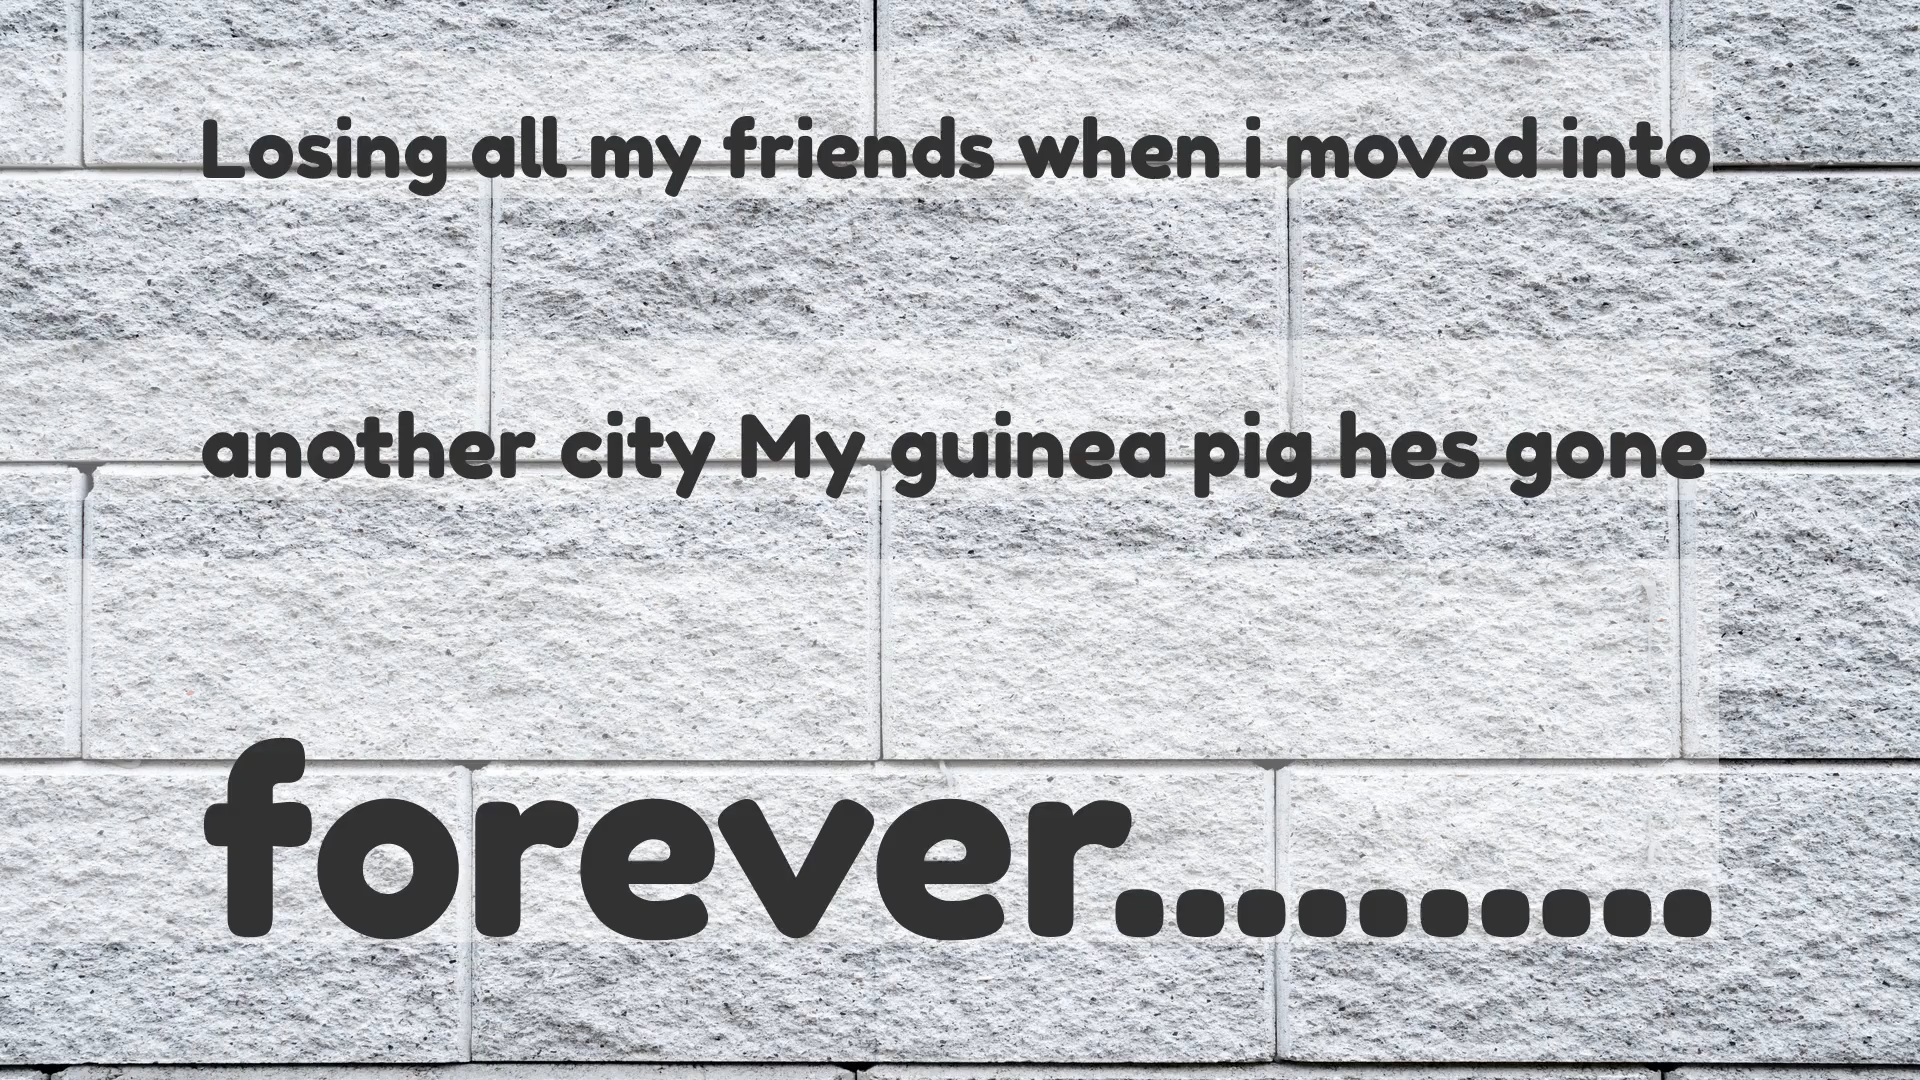 Losing all my friends when i moved into
another city My guinea pig hes gone
forever..........